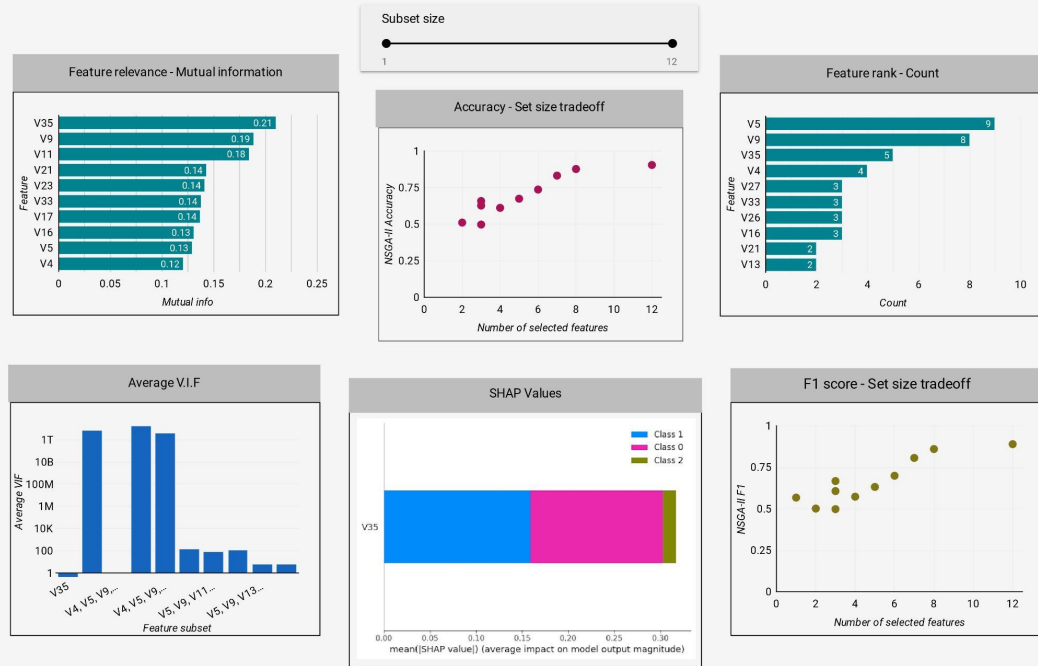 Subset size
1 12
Feature relevance - Mutual information
Feature
V35 0.21
V9 0.19
V11 0.18
V21 0.14
V23 0.14
V33 0.14
V17 0.14
V16 0.13
V5 0.13
V4 0.12
0 0.05 0.1 0.15 0.2 0.25
Mutual info
Accuracy - Set size tradeoff
NSGA-II Accuracy
1
0.75
0.5
0.25
0
0 2 4 6 8 10 12
Number of selected features
Feature rank - Count
Feature
V5 9
V9 8
V35 5
V4 4
V27 3
V33 3
V26 3
V16 3
V21 2
V13 2
0 2 4 6 8 10
Count
Average V.I.F
Average VIF
1T
10B
100M
1M
10K
100
1
V35 V4, V5, V9,... V4, V5, V9,... V5, V9, V11... V5, V9, V13...
Feature subset
SHAP Values
Class 1
Class 0
Class 2
V35
0.00 0.05 0.10 0.15 0.20 0.25 0.30
mean(|SHAP value|) (average impact on model output magnitude)
F1 score - Set size tradeoff
NSGA-II F1
1
0.75
0.5
0.25
0
0 2 4 6 8 10 12
Number of selected features